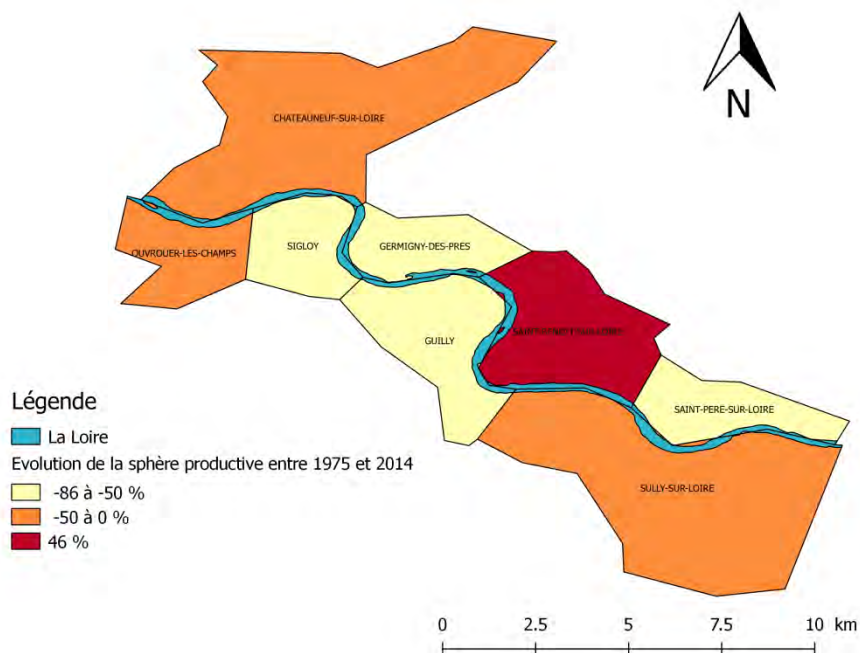 N
CHATEAUNEUF-SUR-LOIRE
OUVROUER-LES-CHAMPS
SIGLOY
GERMIGNY-DES-PRES
GUILLY
SAINT-PERE-SUR-LOIRE
SULLY-SUR-LOIRE
Légende
La Loire
Evolution de la sphère productive entre 1975 et 2014
-86 à -50 %
-50 à 0 %
46 %
0 2.5 5 7.5 10 km